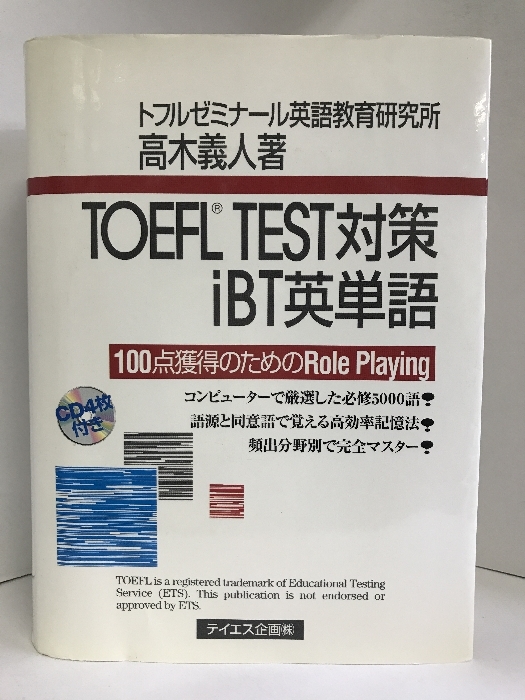 トフルゼミナール英語教育研究所
高木義人著
TOEFL® TEST対策
iBT英単語
100点獲得のためのRole Playing
コンピューターで厳選した必修5000語!
語源と同意語で覚える高効率記憶法!
頻出分野別で完全マスター!
CD4枚
付き
TOEFL is a registered trademark of Educational Testing
Service (ETS). This publication is not endorsed or
approved by ETS.
テイエス企画㈱